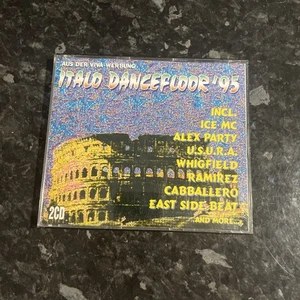 AUS DER VIVA-WERBUNG
ITALO DANCEFLOOR '95
INCL.
ICE MC
ALEX PARTY
U.S.U.R.A.
WHIGFIELD
RAMIREZ
CABBALLERO
EAST SIDE BEAT
AND MORE...
2CD